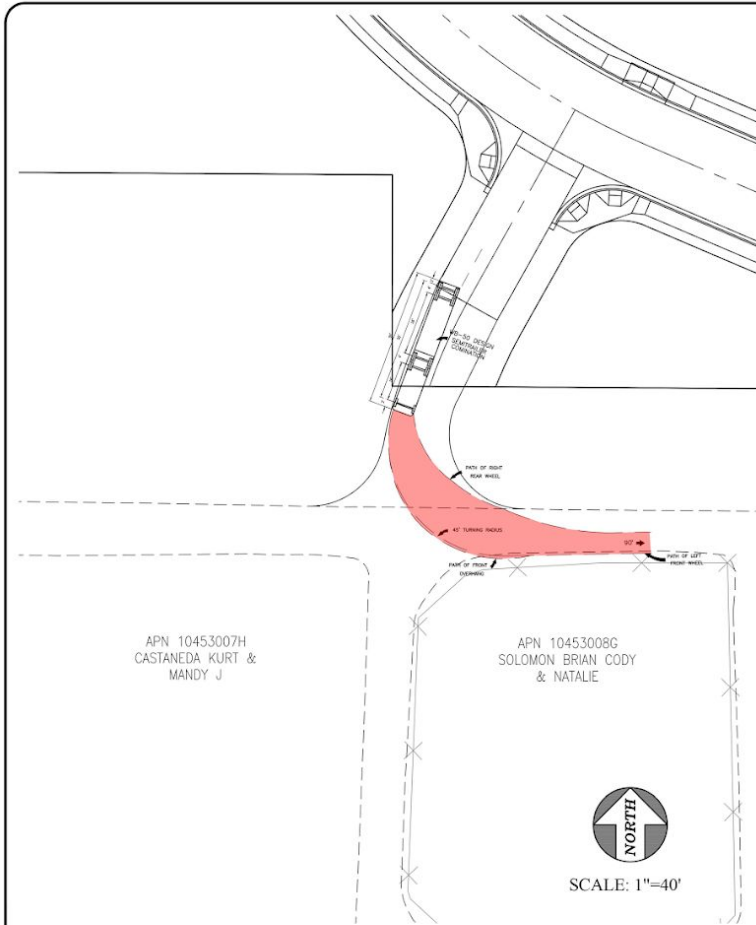 WB-50 DESIGN
SEMITRAILER
COMINATION
PATH OF RIGHT
REAR WHEEL
45' TURNING RADIUS
90°
PATH OF FRONT
OVERHANG
PATH OF LEFT
FRONT WHEEL
APN 10453007H
CASTANEDA KURT &
MANDY J
APN 10453008G
SOLOMON BRIAN CODY
& NATALIE
NORTH
SCALE: 1"=40'